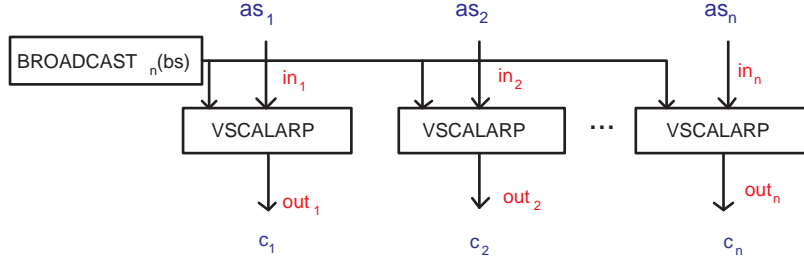 as1 as2 asn
BROADCAST n(bs)
in1 in2 inn
VSCALARP VSCALARP ... VSCALARP
out1 out2 outn
c1 c2 cn